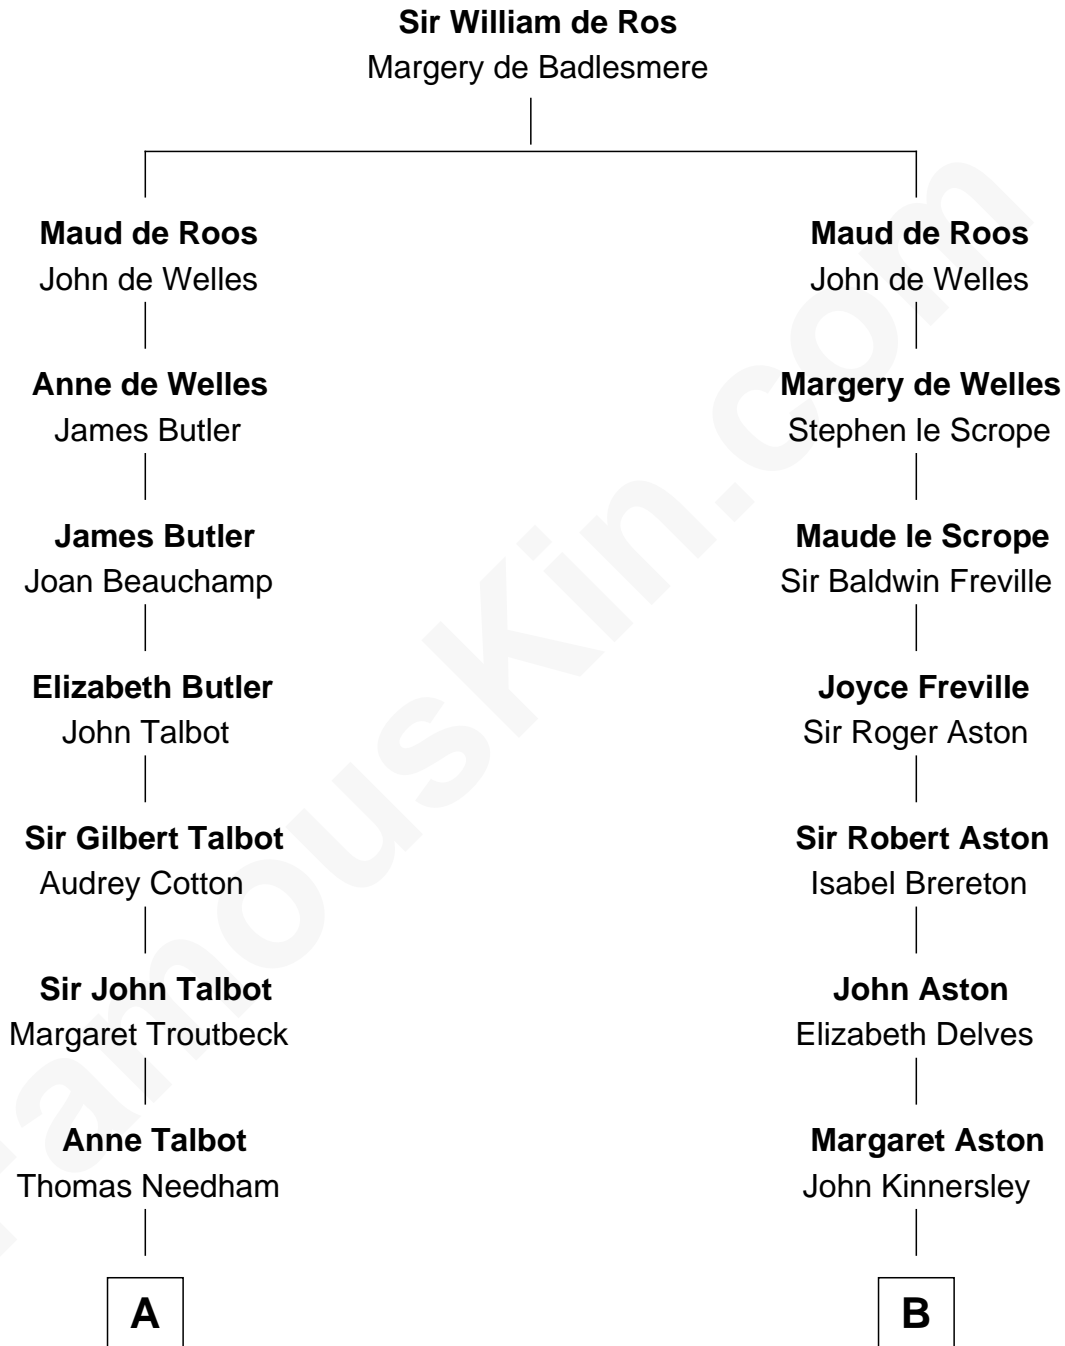 Sir William de Ros
Margery de Badlesmere
Maud de Roos
John de Welles
Anne de Welles
James Butler
James Butler
Joan Beauchamp
Elizabeth Butler
John Talbot
Sir Gilbert Talbot
Audrey Cotton
Sir John Talbot
Margaret Troutbeck
Anne Talbot
Thomas Needham
A
Maud de Roos
John de Welles
Margery de Welles
Stephen le Scrope
Maude le Scrope
Sir Baldwin Freville
Joyce Freville
Sir Roger Aston
Sir Robert Aston
Isabel Brereton
John Aston
Elizabeth Delves
Margaret Aston
John Kinnersley
B
FamousKin.com